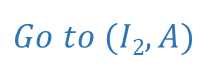 Go to (I₂, A)